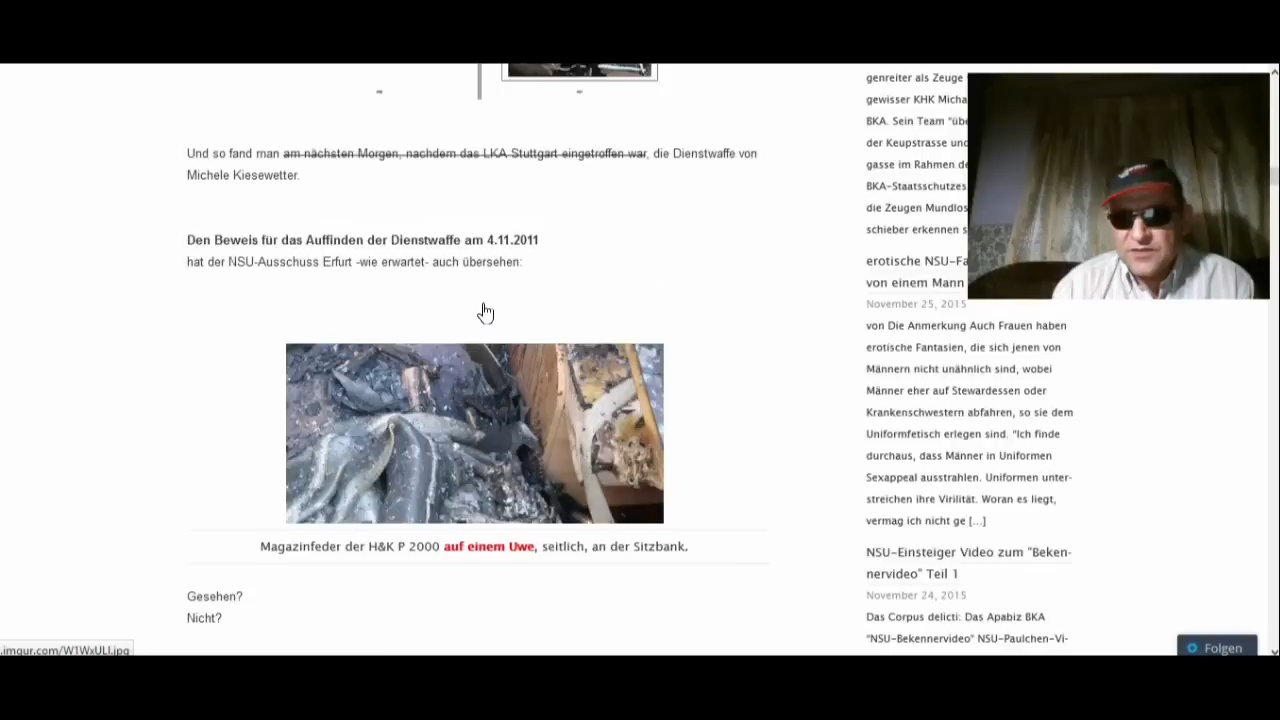 Und so fand man am nächsten Morgen, nachdem das LKA Stuttgart eingetroffen war, die Dienstwaffe von
Michele Kiesewetter.
Den Beweis für das Auffinden der Dienstwaffe am 4.11.2011
hat der NSU-Ausschuss Erfurt -wie erwartet- auch übersehen:
Magazinfeder der H&K P 2000 auf einem Uwe, seitlich, an der Sitzbank.
Gesehen?
Nicht?
.imgur.com/W1WxULI.jpg
genreiter als Zeuge
gewisser KHK Micha
BKA. Sein Team "übe
der Keupstrasse und
gasse im Rahmen de
BKA-Staatsschutzes
die Zeugen Mundlos
schieber erkennen s
erotische NSU-Fa
von einem Mann
November 25, 2015
von Die Anmerkung Auch Frauen haben
erotische Fantasien, die sich jenen von
Männern nicht unähnlich sind, wobei
Männer eher auf Stewardessen oder
Krankenschwestern abfahren, so sie dem
Uniformfetisch erlegen sind. "Ich finde
durchaus, dass Männer in Uniformen
Sexappeal ausstrahlen. Uniformen unter-
streichen ihre Virilität. Woran es liegt,
vermag ich nicht ge [...]
NSU-Einsteiger Video zum "Beken-
nervideo" Teil 1
November 24, 2015
Das Corpus delicti: Das Apabiz BKA
"NSU-Bekennervideo" NSU-Paulchen-Vi-
Folgen